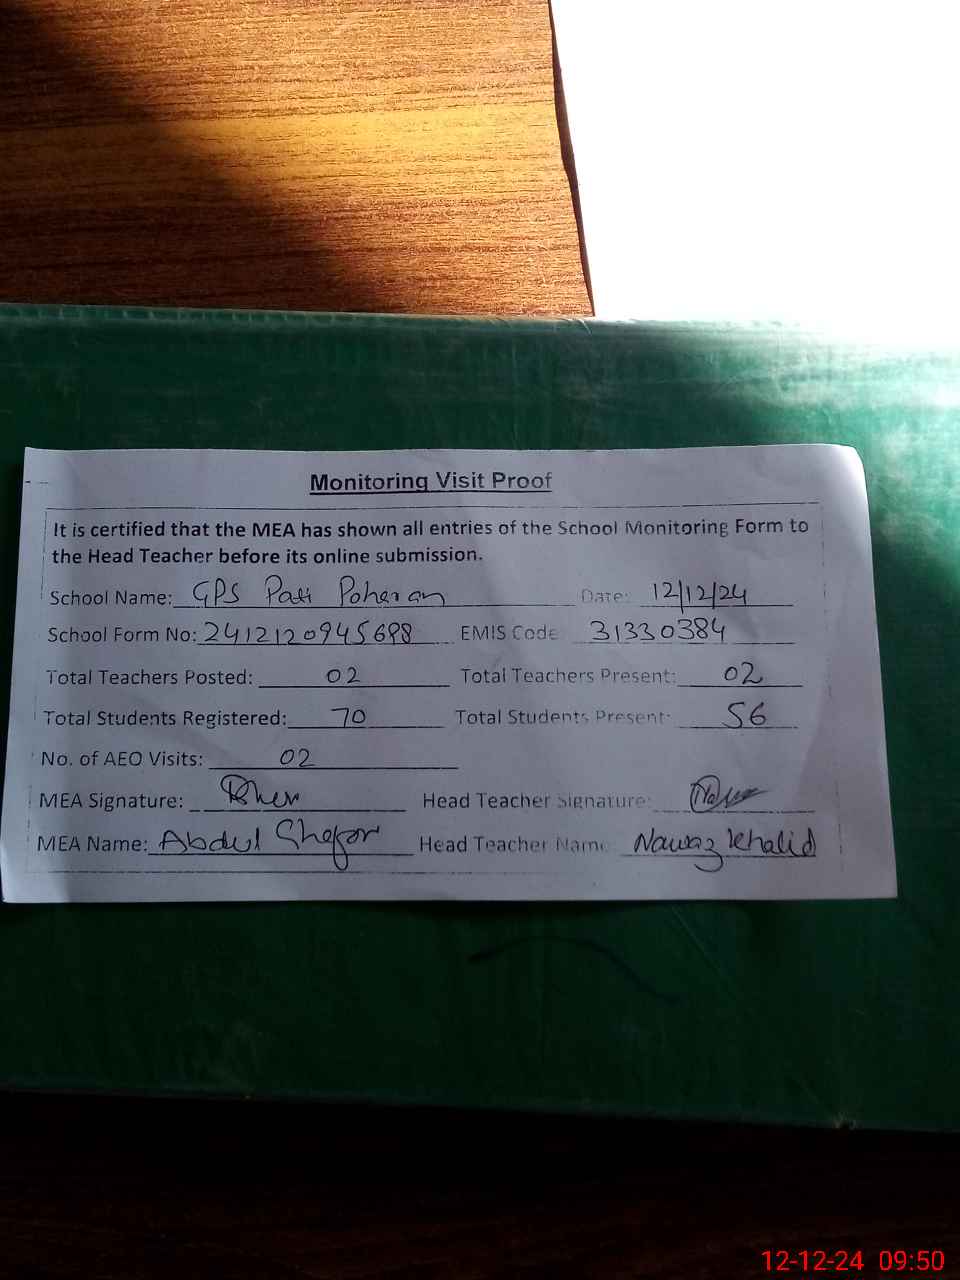 Monitoring Visit Proof
It is certified that the MEA has shown all entries of the School Monitoring Form to
the Head Teacher before its online submission.
School Name: GPS Pati Poheran Date: 12/12/24
School Form No: 2412120945698 EMIS Code 31330384
Total Teachers Posted: 02 Total Teachers Present: 02
Total Students Registered: 70 Total Students Present: 56
No. of AEO Visits: 02
MEA Signature: Head Teacher Signature:
MEA Name: Abdul Head Teacher Name Nawaz Khalid
12-12-24 09:50